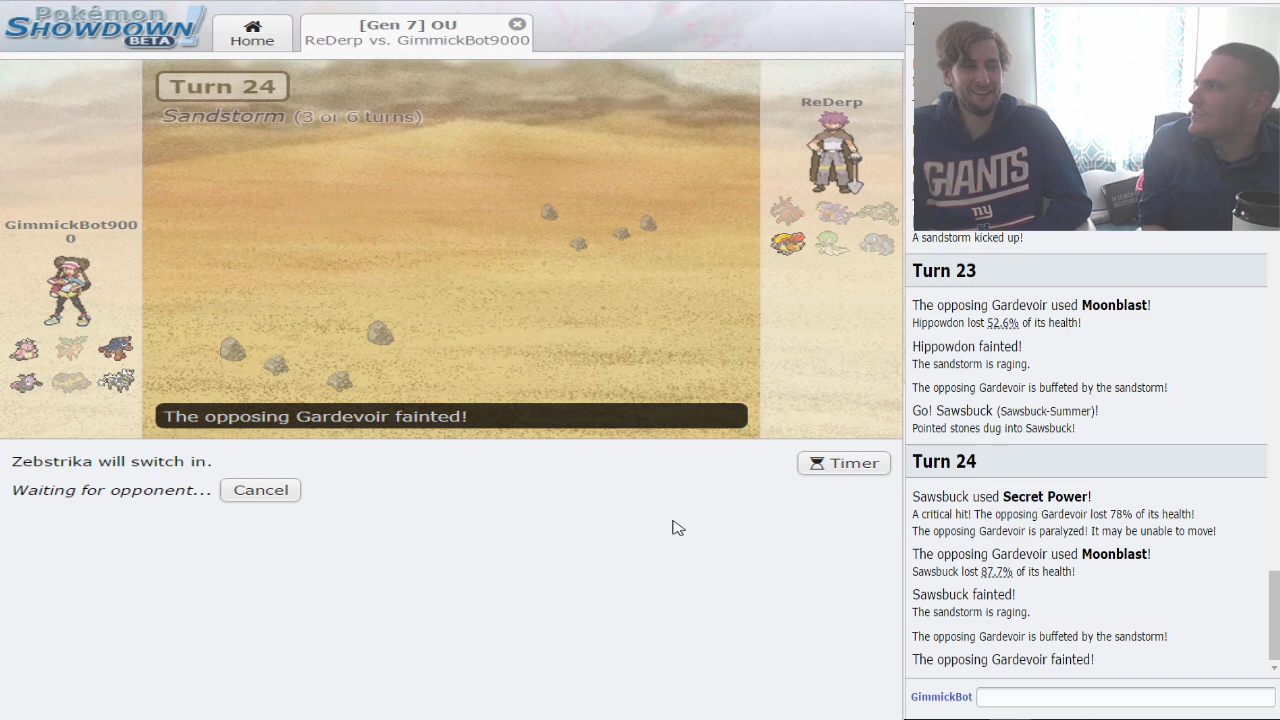 Pokémon
SHOWDOWN!
BETA
Home
[Gen 7] OU
ReDerp vs. GimmickBot9000
Turn 24
Sandstorm (3 or 6 turns)
GimmickBot900
0
ReDerp
The opposing Gardevoir fainted!
Zebstrika will switch in.
Timer
Waiting for opponent...
Cancel
GIANTS
ny
A sandstorm kicked up!
Turn 23
The opposing Gardevoir used Moonblast!
Hippowdon lost 52.6% of its health!
Hippowdon fainted!
The sandstorm is raging.
The opposing Gardevoir is buffeted by the sandstorm!
Go! Sawsbuck (Sawsbuck-Summer)!
Pointed stones dug into Sawsbuck!
Turn 24
Sawsbuck used Secret Power!
A critical hit! The opposing Gardevoir lost 78% of its health!
The opposing Gardevoir is paralyzed! It may be unable to move!
The opposing Gardevoir used Moonblast!
Sawsbuck lost 87.7% of its health!
Sawsbuck fainted!
The sandstorm is raging.
The opposing Gardevoir is buffeted by the sandstorm!
The opposing Gardevoir fainted!
GimmickBot